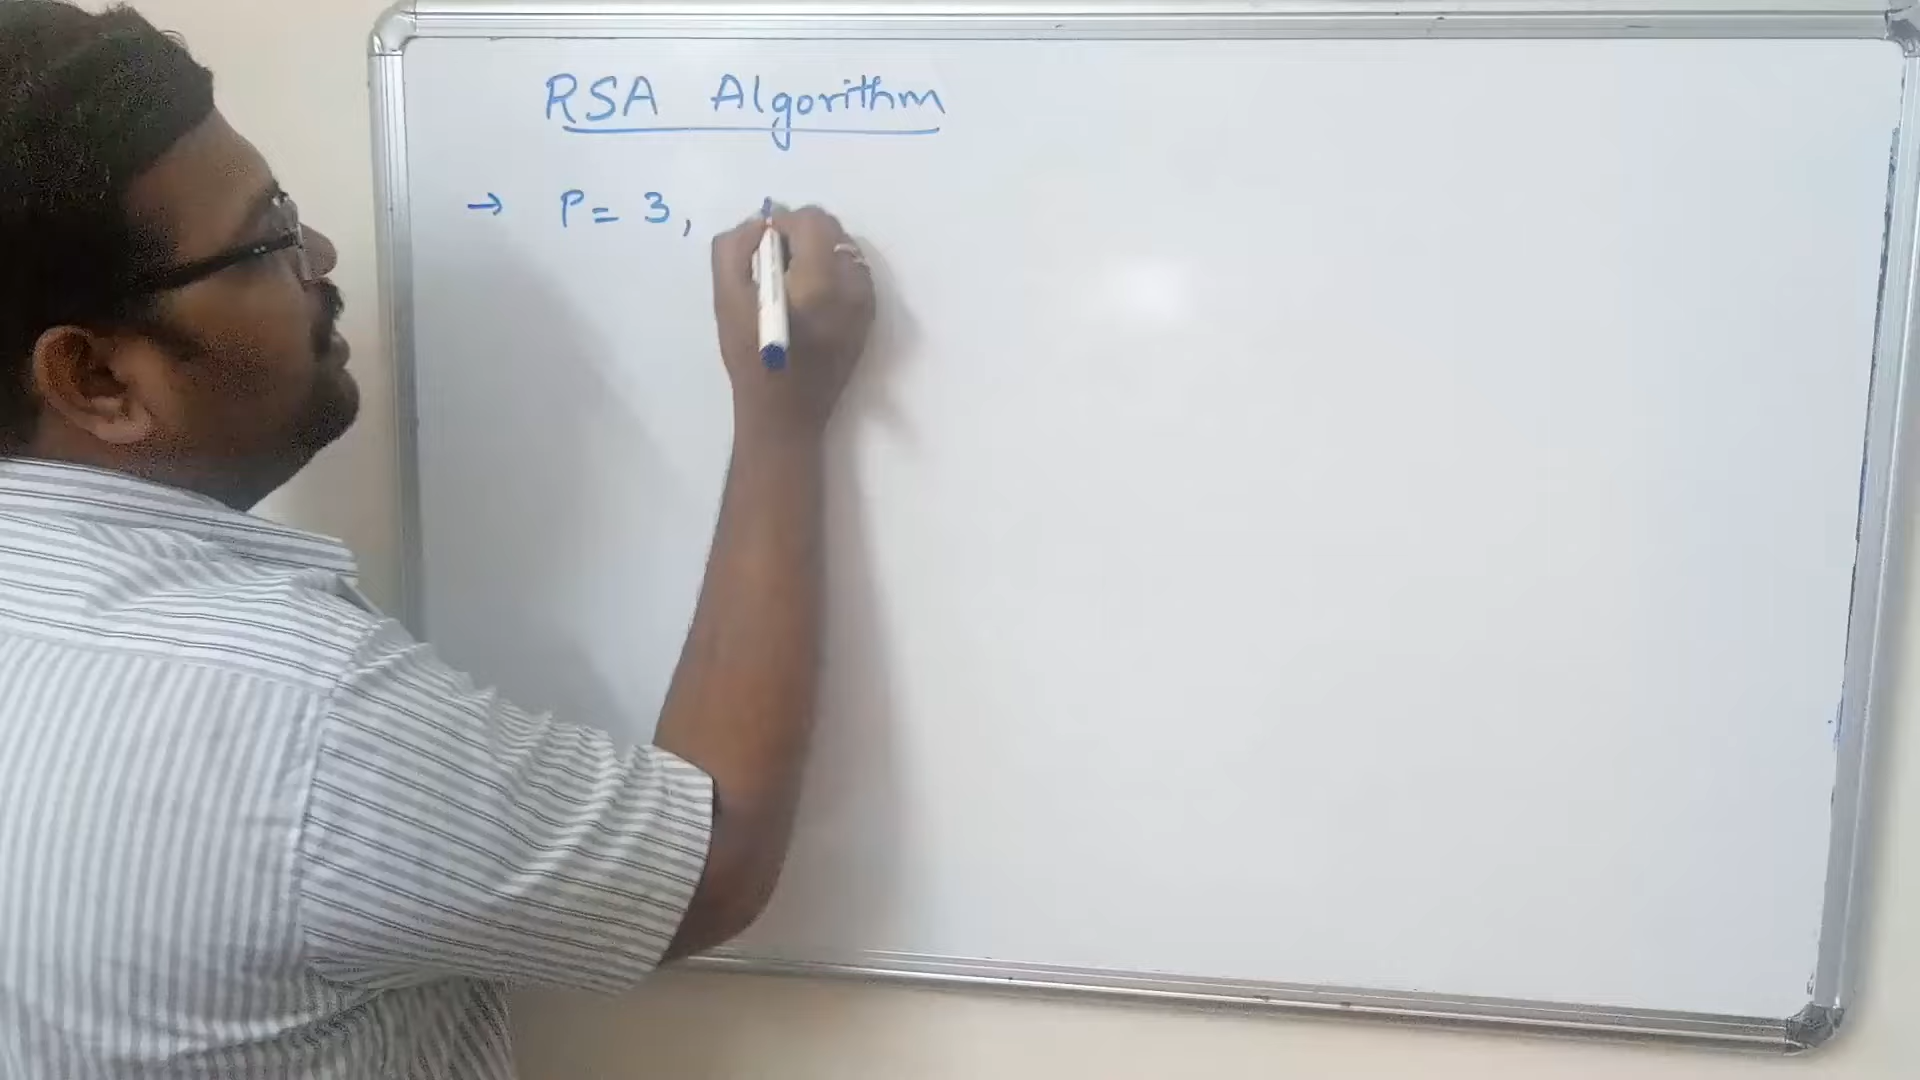 RSA Algorithm
→ P = 3,